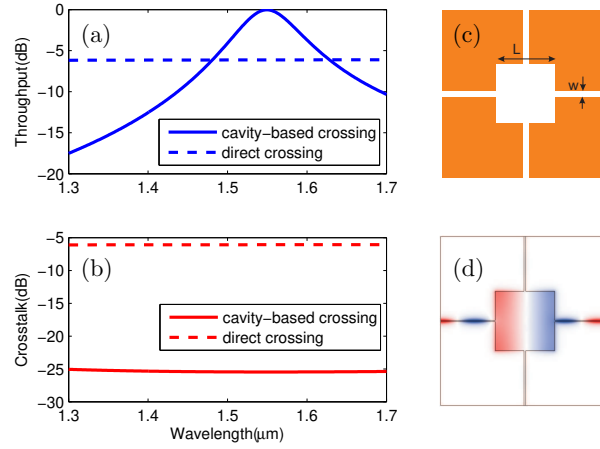 (a)
Throughput(dB)
0
−5
−10
−15
−20
1.3
1.4
1.5
1.6
1.7
cavity−based crossing
direct crossing
(b)
Crosstalk(dB)
−5
−10
−15
−20
−25
−30
1.3
1.4
1.5
1.6
1.7
Wavelength(μm)
cavity−based crossing
direct crossing
(c)
L
w
(d)